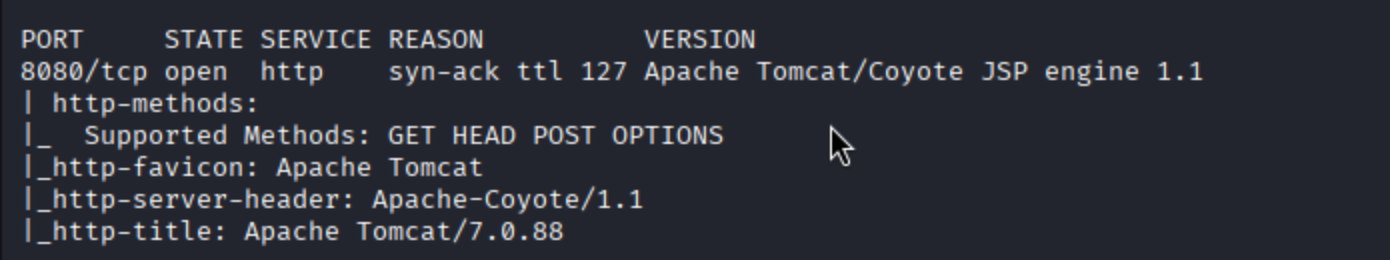 PORT     STATE SERVICE REASON          VERSION
8080/tcp open  http    syn-ack ttl 127 Apache Tomcat/Coyote JSP engine 1.1
| http-methods:
|_  Supported Methods: GET HEAD POST OPTIONS
|_http-favicon: Apache Tomcat
|_http-server-header: Apache-Coyote/1.1
|_http-title: Apache Tomcat/7.0.88